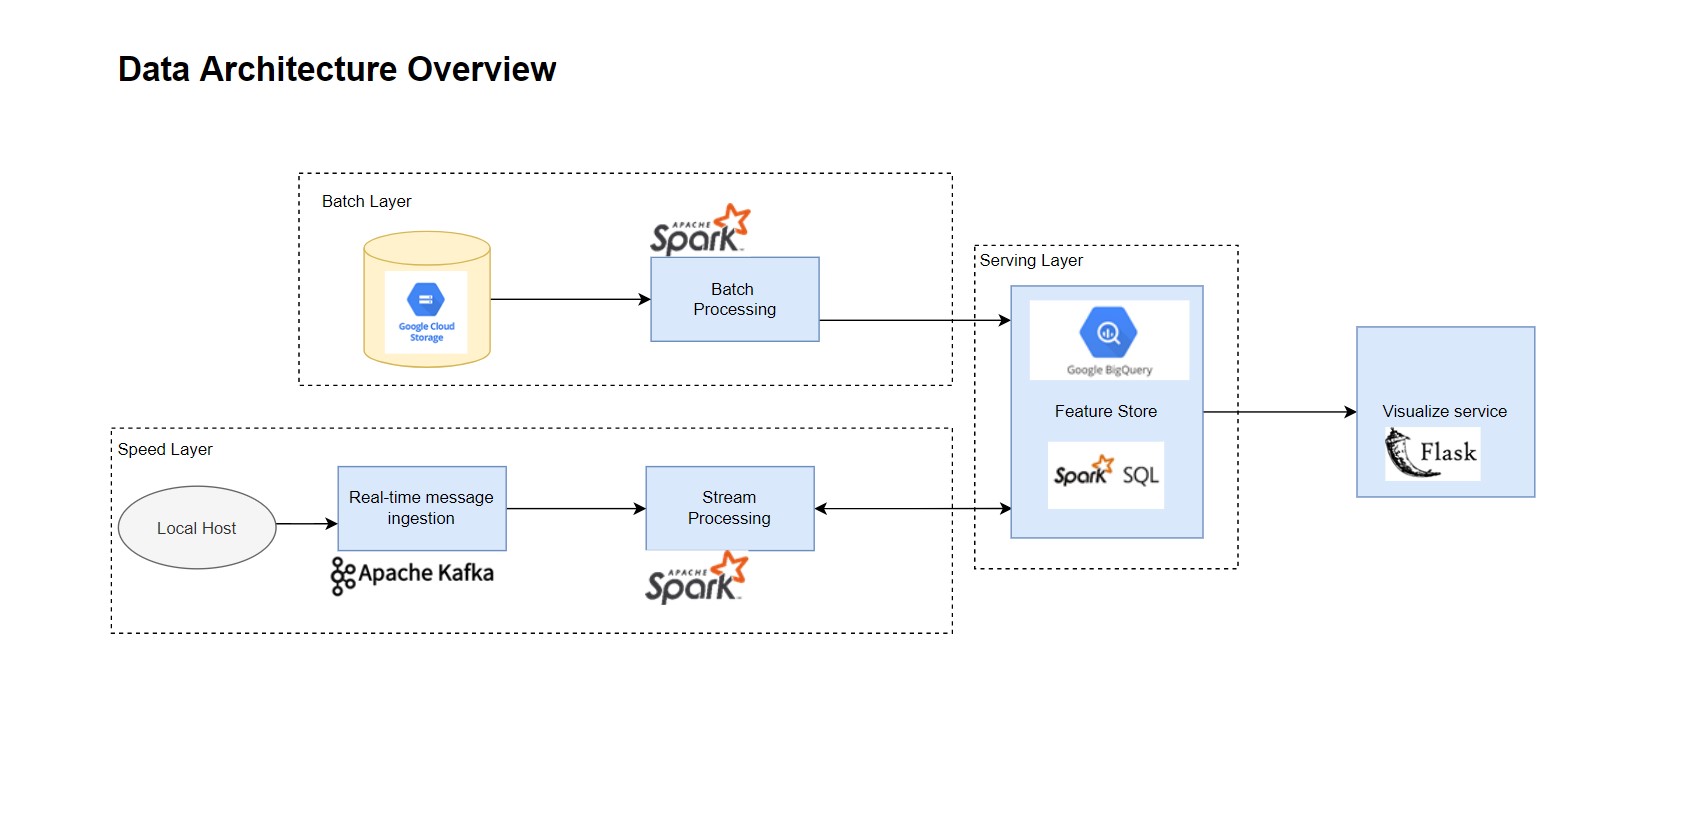 Data Architecture Overview
Batch Layer
APACHE
Spark
Google Cloud
Storage
Batch
Processing
Serving Layer
Google BigQuery
Feature Store
Spark SQL
Visualize service
Flask
Speed Layer
Local Host
Real-time message
ingestion
Apache Kafka
Stream
Processing
APACHE
Spark